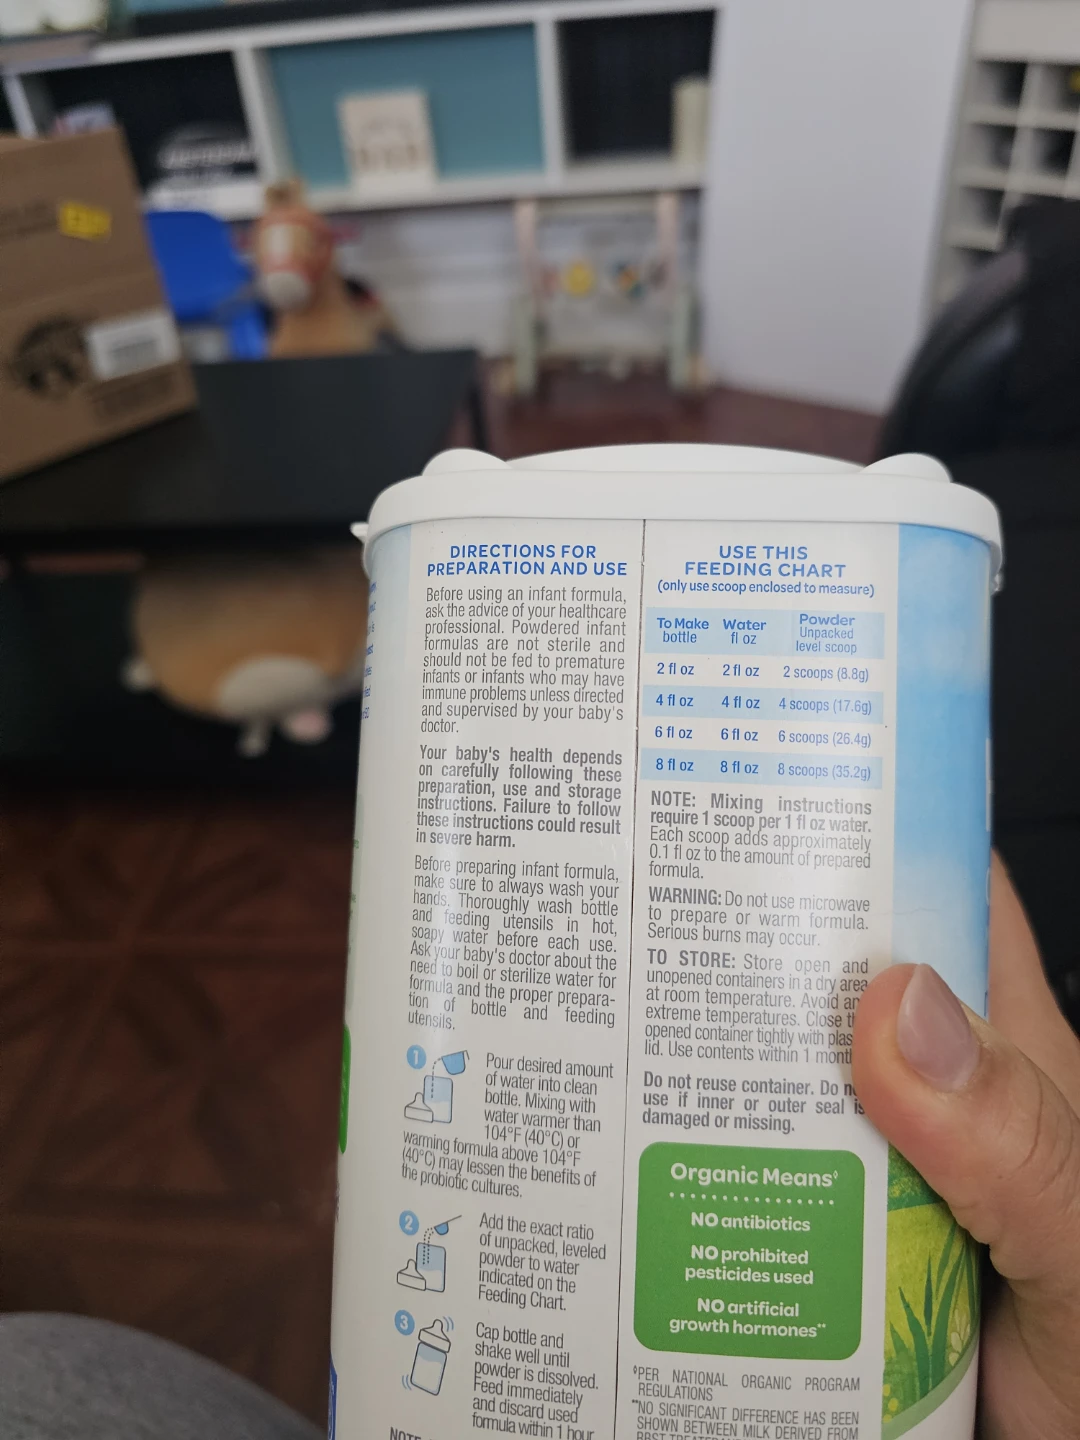 DIRECTIONS FOR
PREPARATION AND USE
Before using an infant formula,
ask the advice of your healthcare
professional. Powdered infant
formulas are not sterile and
should not be fed to premature
infants or infants who may have
immune problems unless directed
and supervised by your baby's
doctor.
Your baby's health depends
on carefully following these
preparation, use and storage
instructions. Failure to follow
these instructions could result
in severe harm.
Before preparing infant formula,
make sure to always wash your
hands. Thoroughly wash bottle
and feeding utensils in hot,
soapy water before each use.
Ask your baby's doctor about the
need to boil or sterilize water for
formula and the proper prepara-
tion of bottle and feeding
utensils.
1
Pour desired amount
of water into clean
bottle. Mixing with
water warmer than
104°F (40°C) or
warming formula above 104°F
(40°C) may lessen the benefits of
the probiotic cultures.
2
Add the exact ratio
of unpacked, leveled
powder to water
indicated on the
Feeding Chart.
3
Cap bottle and
shake well until
powder is dissolved.
Feed immediately
and discard used
formula within 1 hour
USE THIS
FEEDING CHART
(only use scoop enclosed to measure)
To Make bottle Water fl oz Powder Unpacked level scoop
2 fl oz 2 fl oz 2 scoops (8.8g)
4 fl oz 4 fl oz 4 scoops (17.6g)
6 fl oz 6 fl oz 6 scoops (26.4g)
8 fl oz 8 fl oz 8 scoops (35.2g)
NOTE: Mixing instructions
require 1 scoop per 1 fl oz water.
Each scoop adds approximately
0.1 fl oz to the amount of prepared
formula.
WARNING: Do not use microwave
to prepare or warm formula.
Serious burns may occur.
TO STORE: Store open and
unopened containers in a dry area
at room temperature. Avoid
extreme temperatures. Close
opened container tightly with
lid. Use contents within 1
Do not reuse container. Do
use if inner or outer seal is
damaged or missing.
Organic Means◊
NO antibiotics
NO prohibited
pesticides used
NO artificial
growth hormones**
◊PER NATIONAL ORGANIC PROGRAM
REGULATIONS
**NO SIGNIFICANT DIFFERENCE HAS BEEN
SHOWN BETWEEN MILK DERIVED FROM